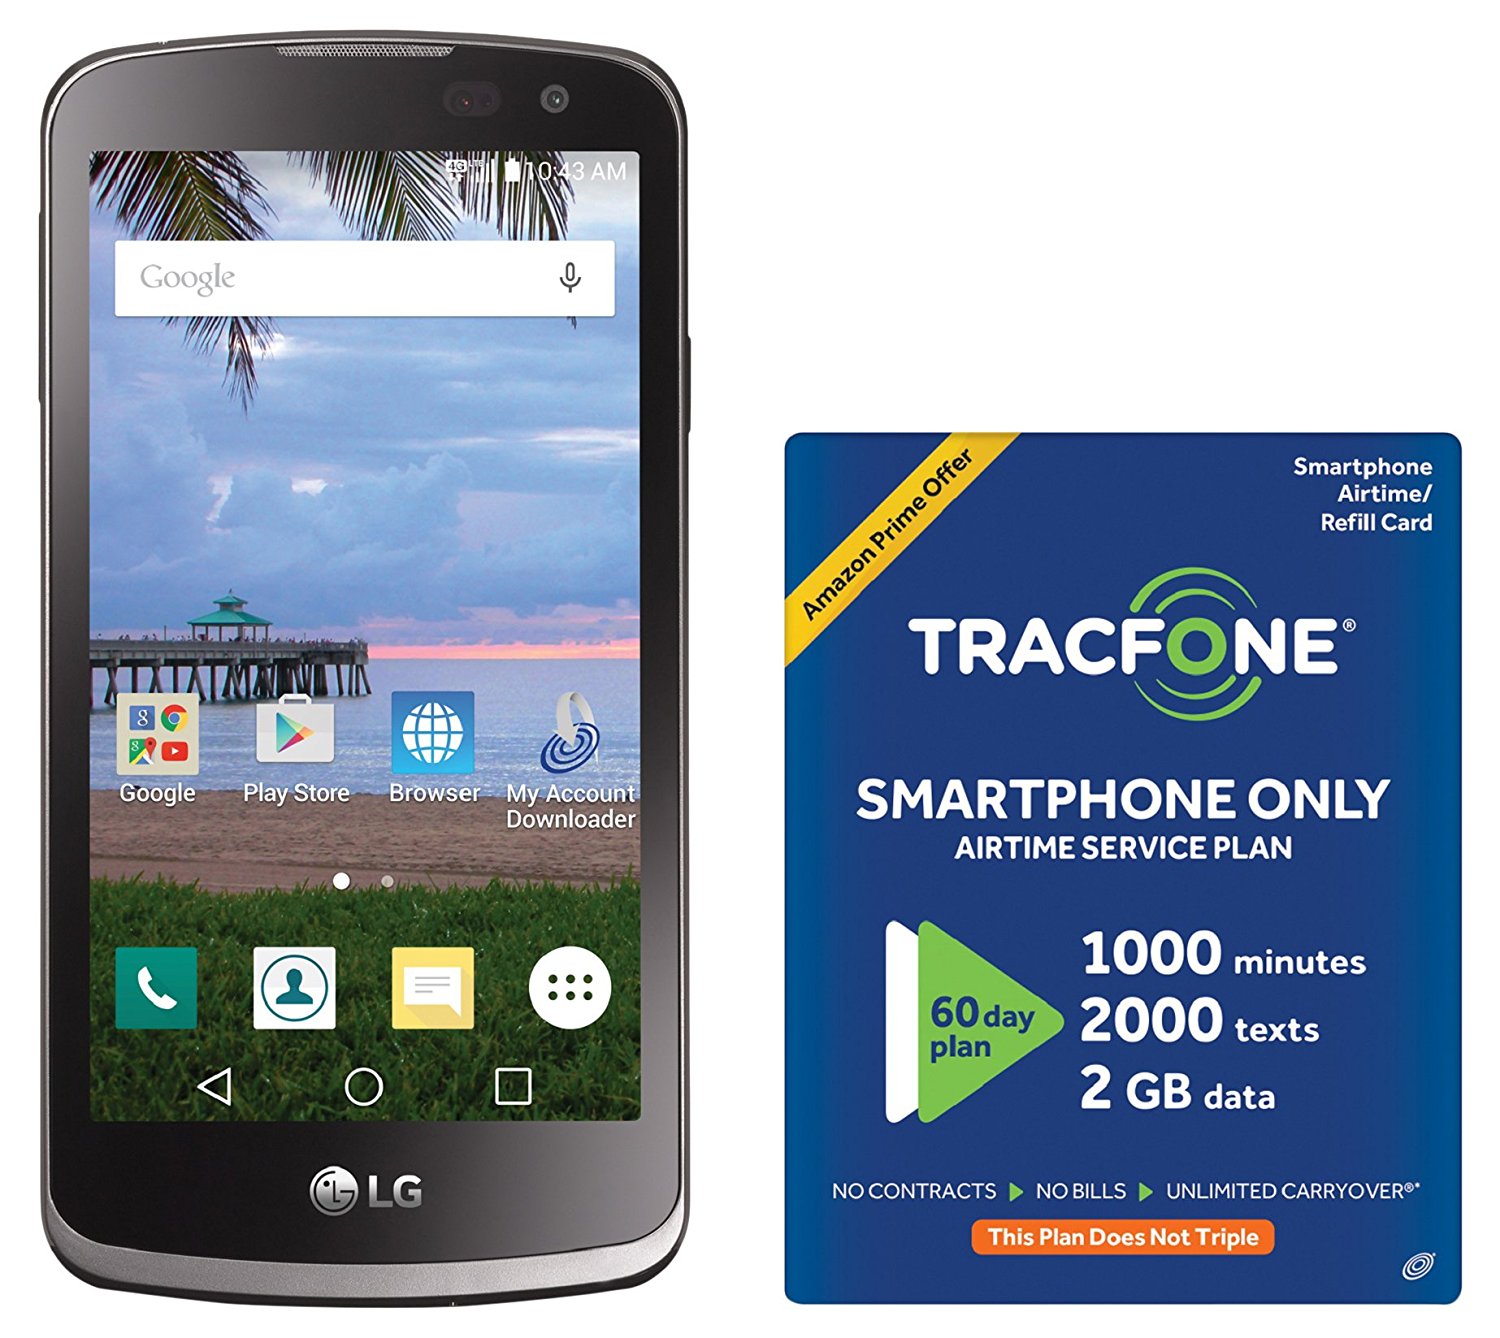 4G LTE 10:43 AM
Google
Google
Play Store
Browser
My Account
Downloader
LG
Amazon Prime Offer
Smartphone
Airtime/
Refill Card
TRACFONE®
SMARTPHONE ONLY
AIRTIME SERVICE PLAN
60 day
plan
1000 minutes
2000 texts
2 GB data
NO CONTRACTS NO BILLS UNLIMITED CARRYOVER®*
This Plan Does Not Triple